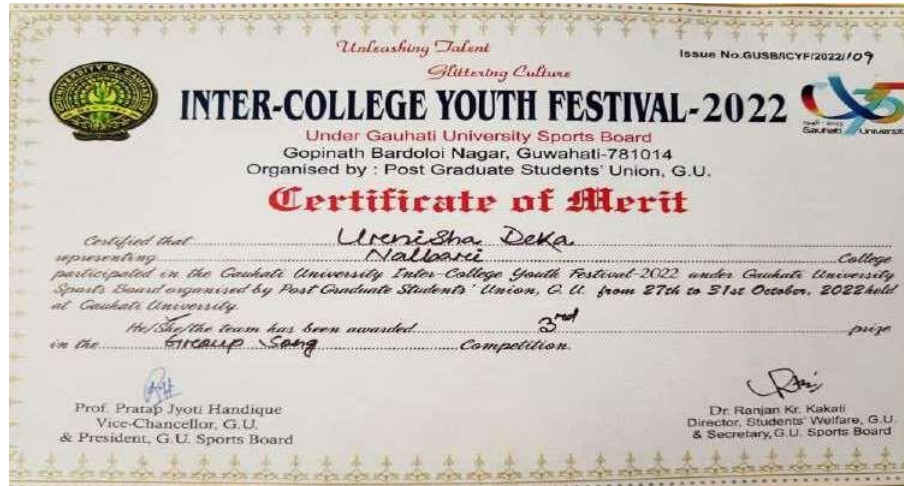 Unleashing Talent
Issue No.GUSB/ICYF/2022/109
Glittering Culture
INTER-COLLEGE YOUTH FESTIVAL-2022
Under Gauhati University Sports Board
Gopinath Bardoloi Nagar, Guwahati-781014
Organised by : Post Graduate Students' Union, G.U.
Gauhati University
Certificate of Merit
Certified that Urenisha Deka
representing Nalbari College
participated in the Gauhati University Inter-College Youth Festival-2022 under Gauhati University
Sports Board organised by Post Graduate Students' Union, G. U. from 27th to 31st October, 2022 held
at Gauhati University.
He/She/the team has been awarded 3rd prize
in the Group Song Competition.
Prof. Pratap Jyoti Handique
Vice-Chancellor, G.U.
& President, G.U. Sports Board
Dr. Ranjan Kr. Kakati
Director, Students' Welfare, G.U.
& Secretary, G.U. Sports Board